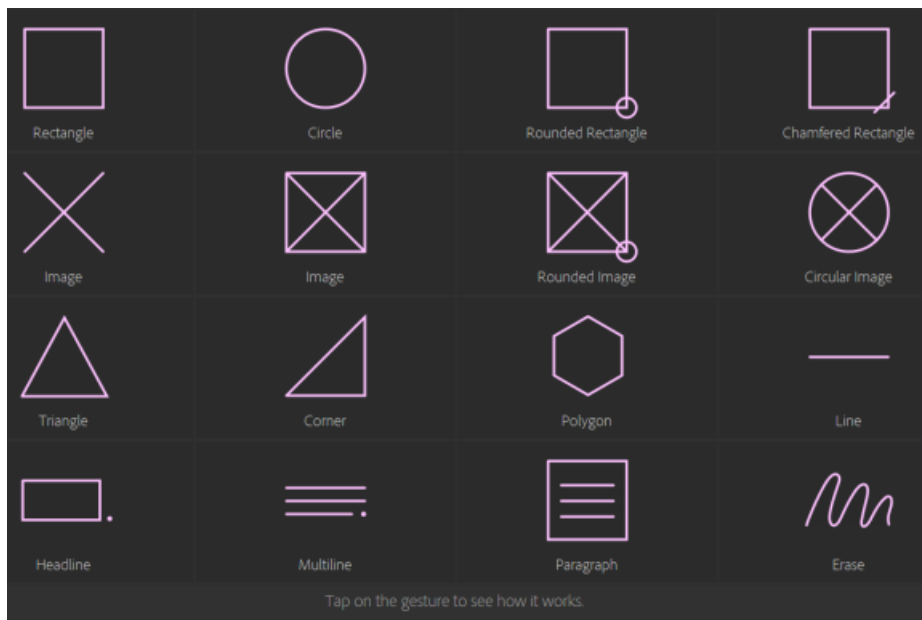 Rectangle
Circle
Rounded Rectangle
Chamfered Rectangle
Image
Image
Rounded Image
Circular Image
Triangle
Corner
Polygon
Line
Headline
Multiline
Paragraph
Erase
Tap on the gesture to see how it works.